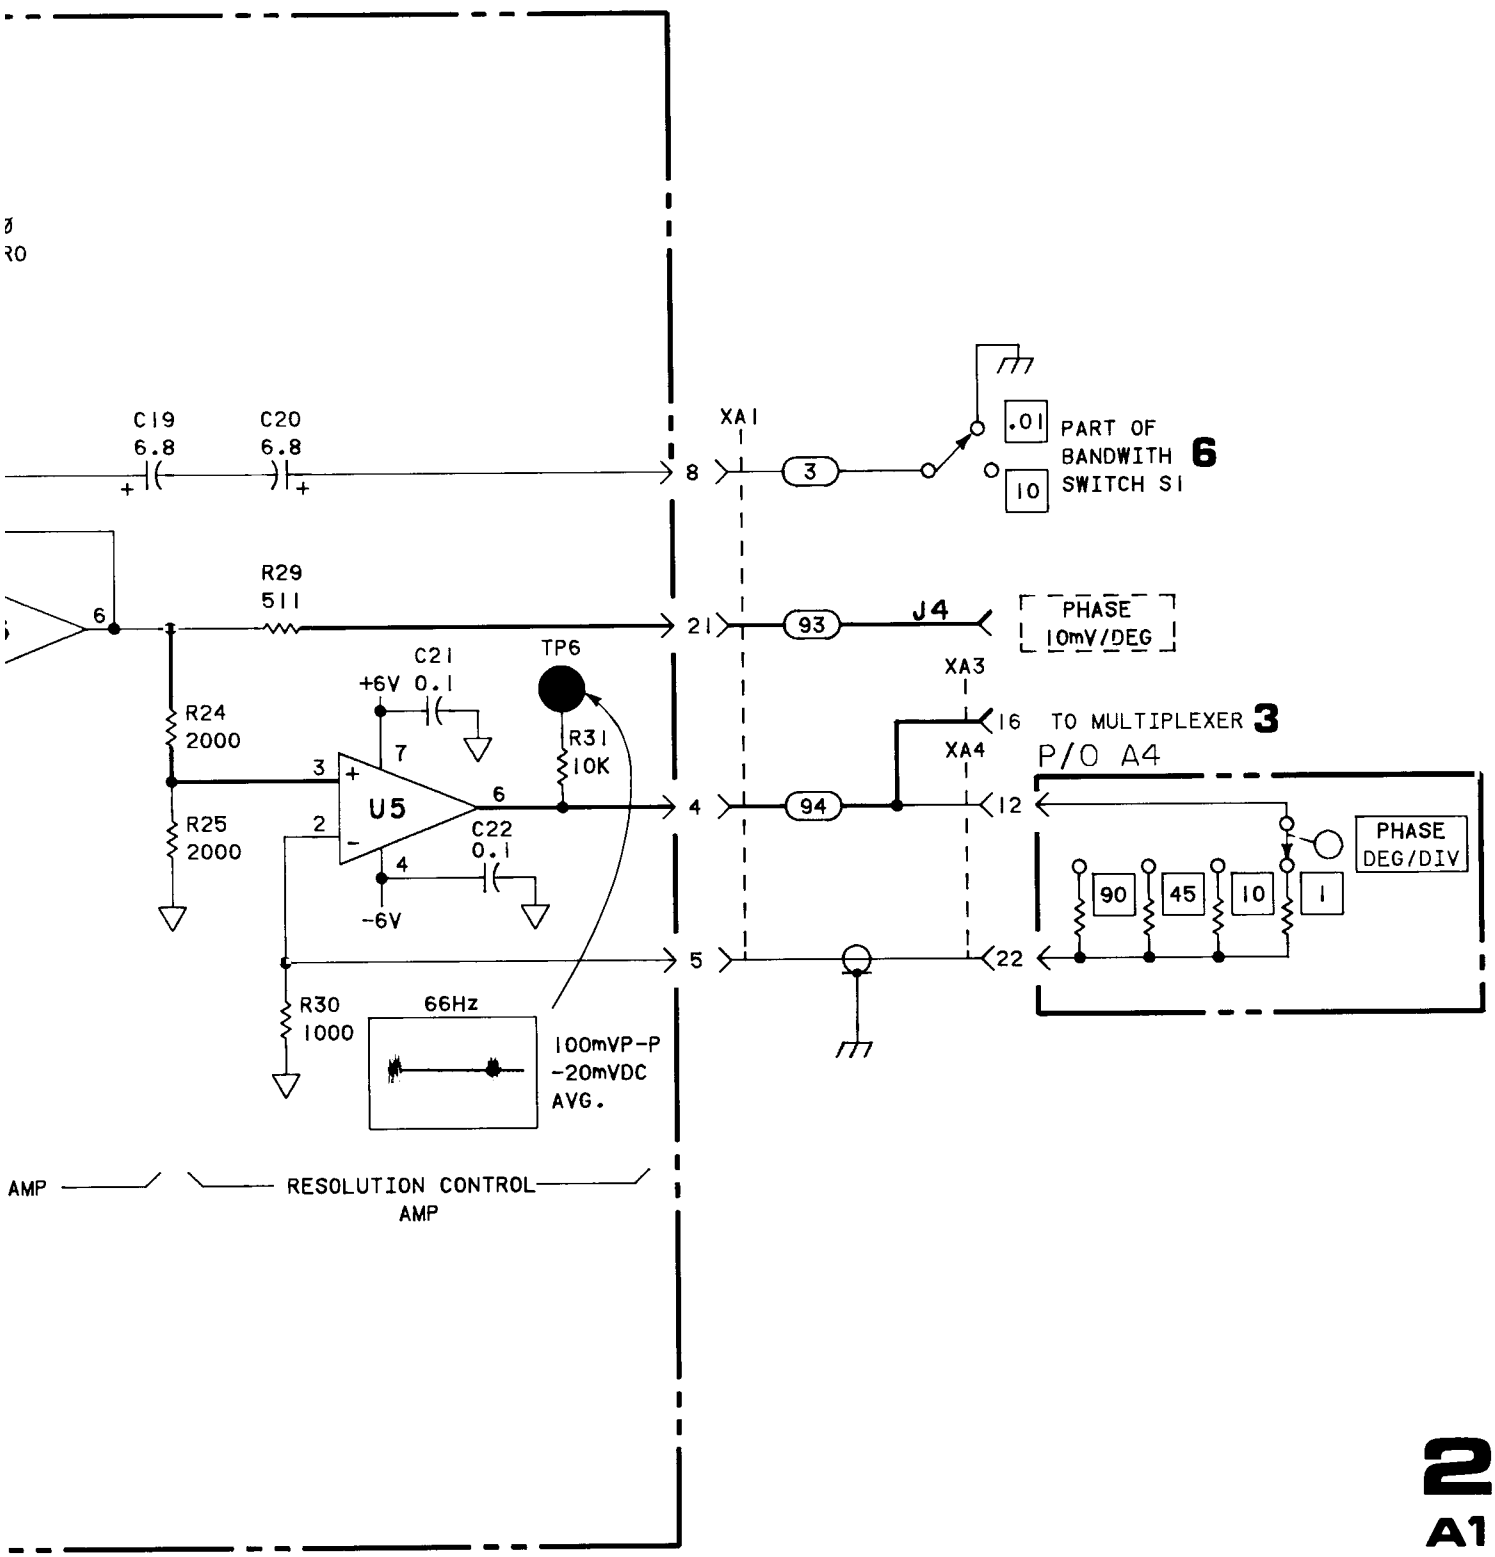 Ø
RO
C19
6.8
C20
6.8
+
+
XA1
8
3
.01
10
PART OF
BANDWITH 6
SWITCH S1
R29
511
6
21
93
J4
PHASE
10mV/DEG
TP6
C21
0.1
+6V
R24
2000
R31
10K
XA3
16 TO MULTIPLEXER 3
XA4
P/O A4
3
+
7
U5
6
2
-
4
C22
0.1
-6V
4
94
12
PHASE
DEG/DIV
90
45
10
1
R25
2000
5
22
R30
1000
66Hz
100mVP-P
-20mVDC
AVG.
AMP
RESOLUTION CONTROL
AMP
2
A1